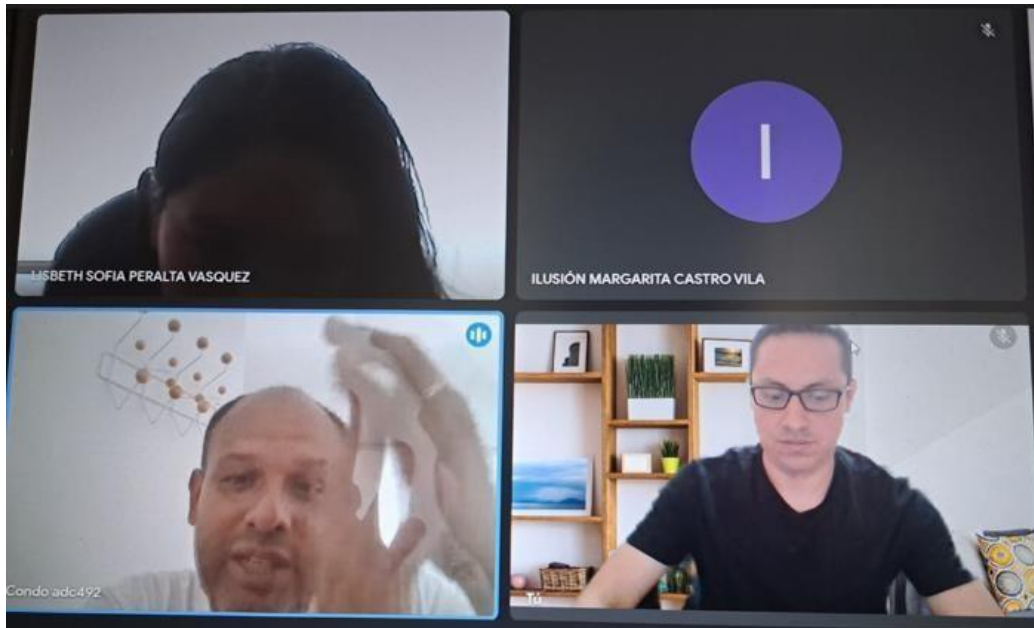 I
LISBETH SOFIA PERALTA VASQUEZ
ILUSIÓN MARGARITA CASTRO VILA
Condo adc492
Tú